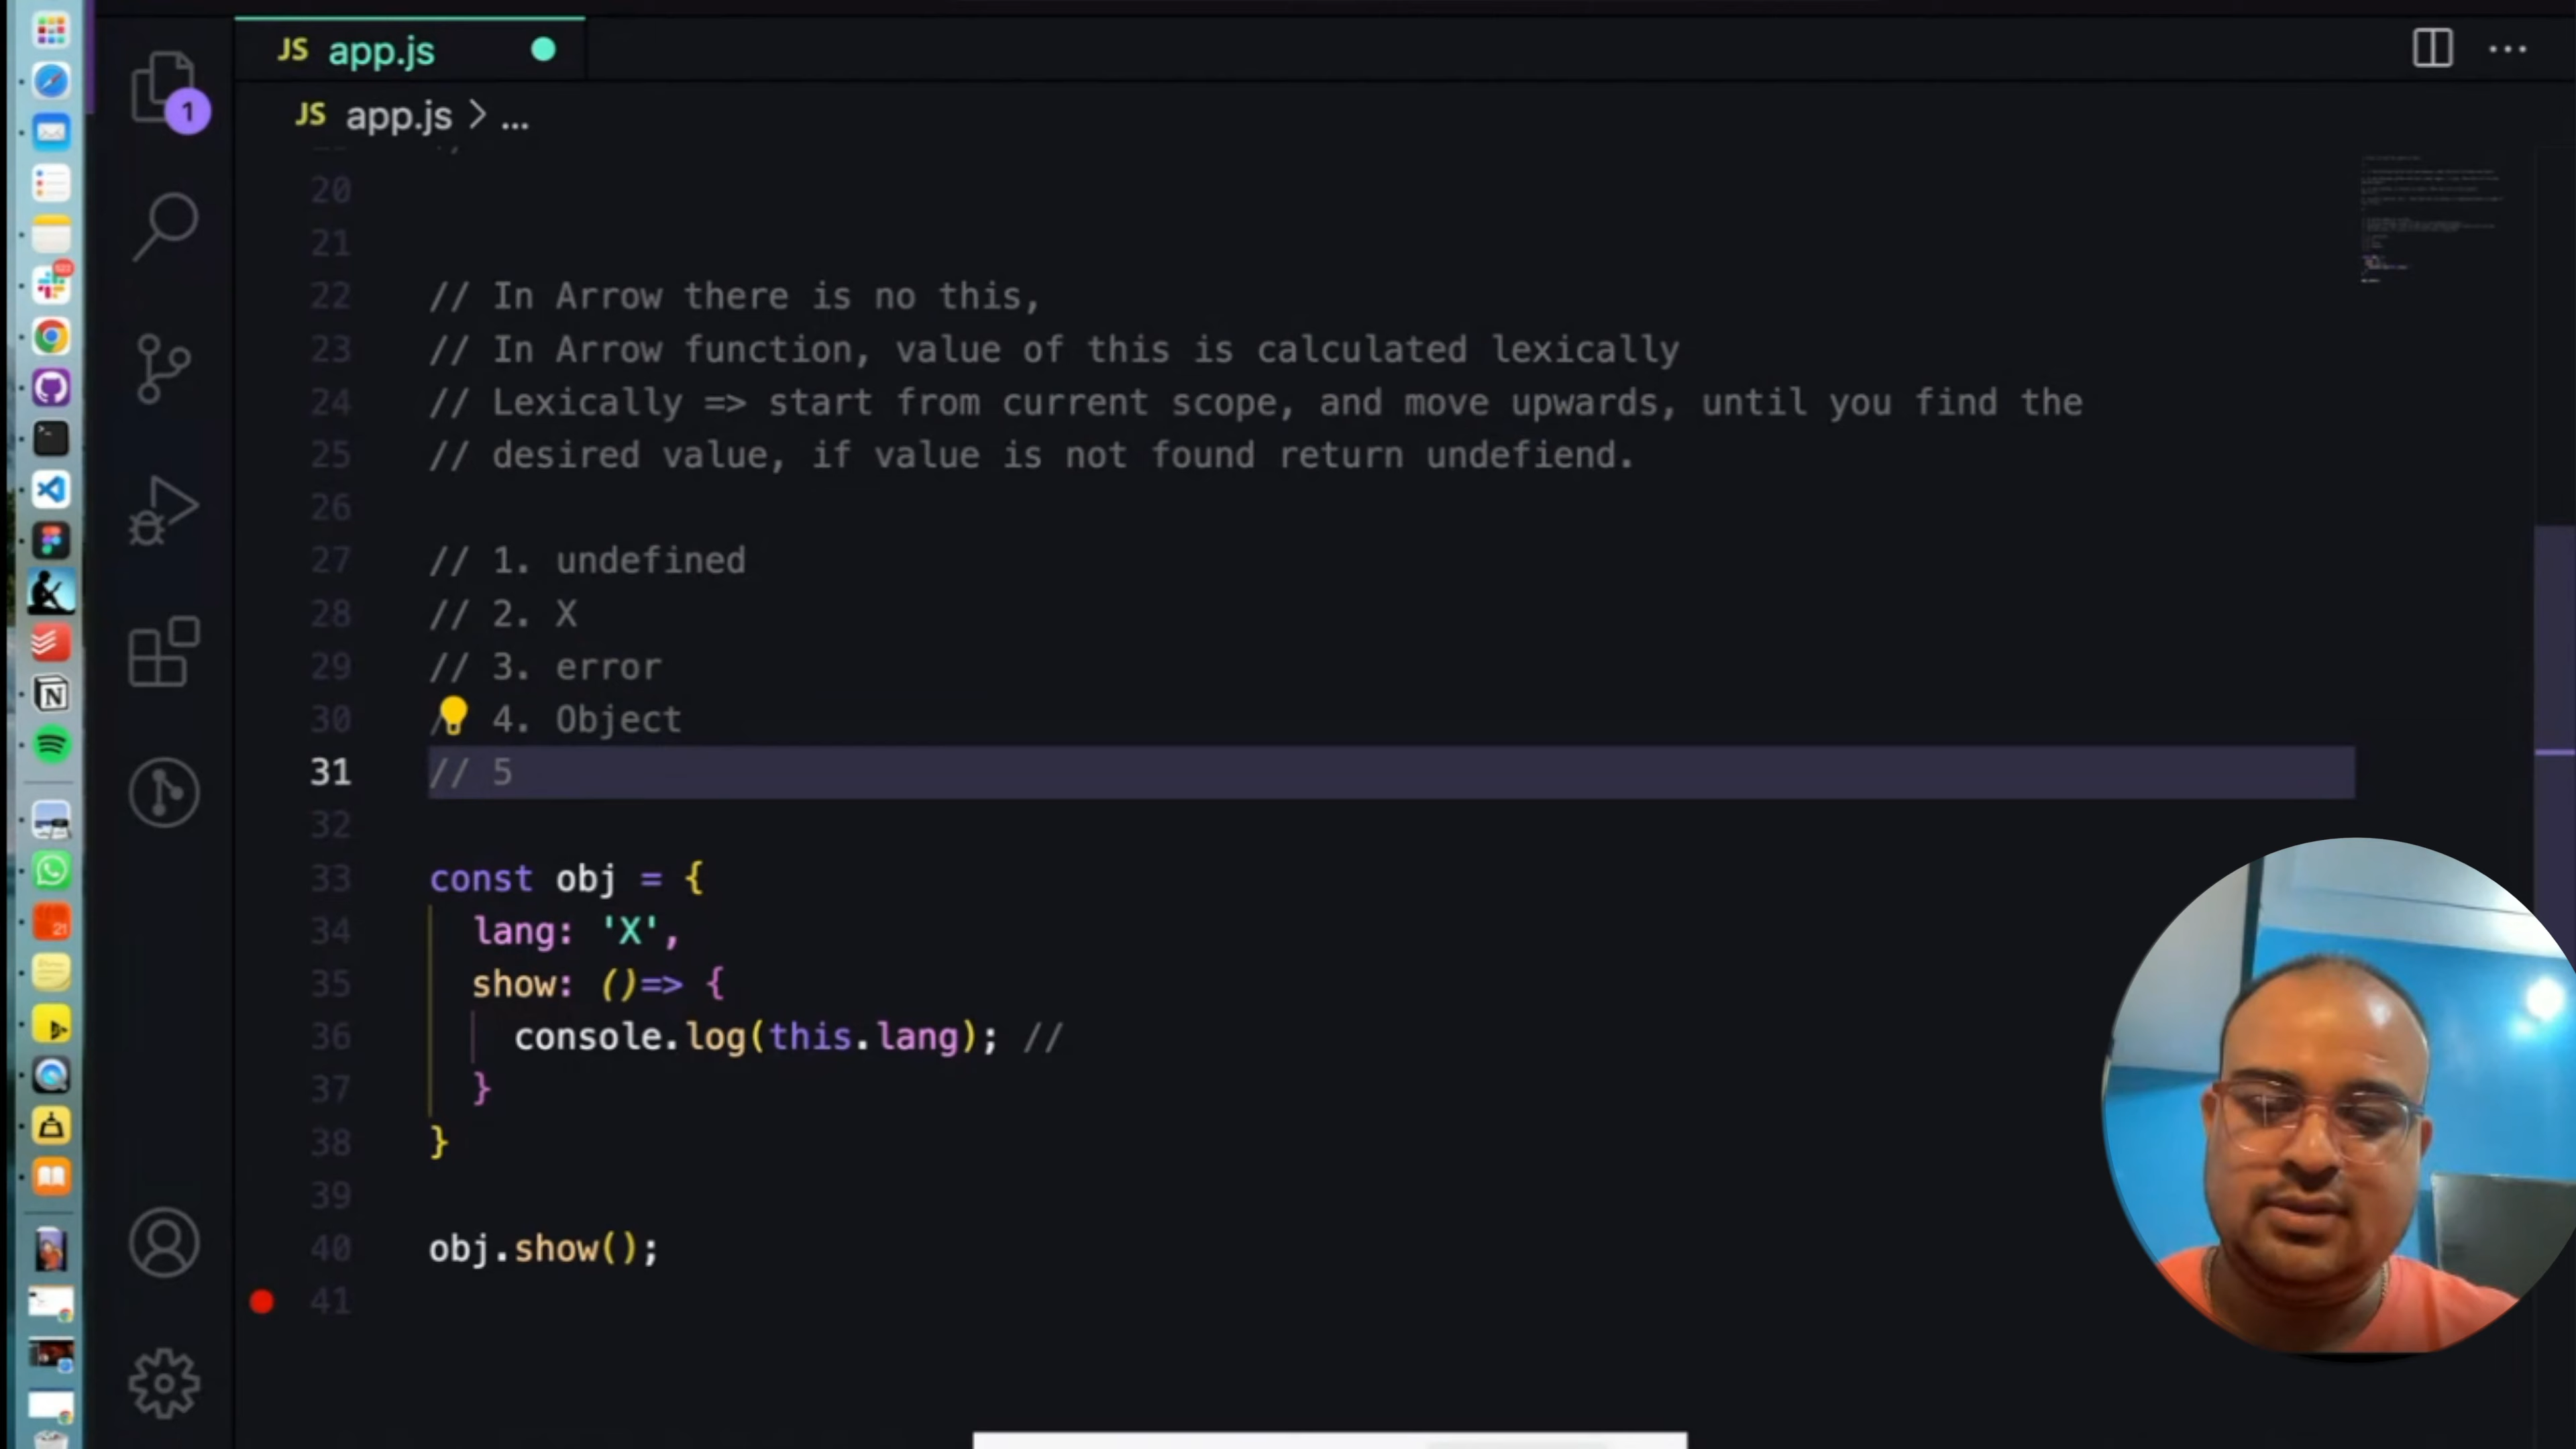 JS app.js
1
JS app.js > ...
20
21
22 // In Arrow there is no this,
23 // In Arrow function, value of this is calculated lexically
24 // Lexically => start from current scope, and move upwards, until you find the
25 // desired value, if value is not found return undefiend.
26
27 // 1. undefined
28 // 2. X
29 // 3. error
30 / 4. Object
31 // 5
32
33 const obj = {
34 lang: 'X',
35 show: ()=> {
36 console.log(this.lang); //
37 }
38 }
39
40 obj.show();
41
21